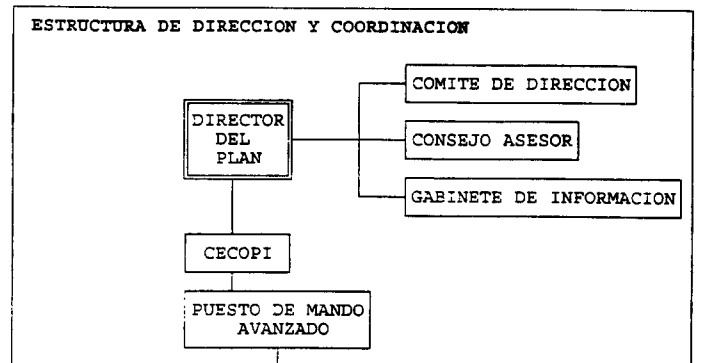 ESTRUCTURA DE DIRECCION Y COORDINACION
COMITE DE DIRECCION
DIRECTOR
DEL
PLAN
CONSEJO ASESOR
GABINETE DE INFORMACION
CECOPI
PUESTO DE MANDO
AVANZADO